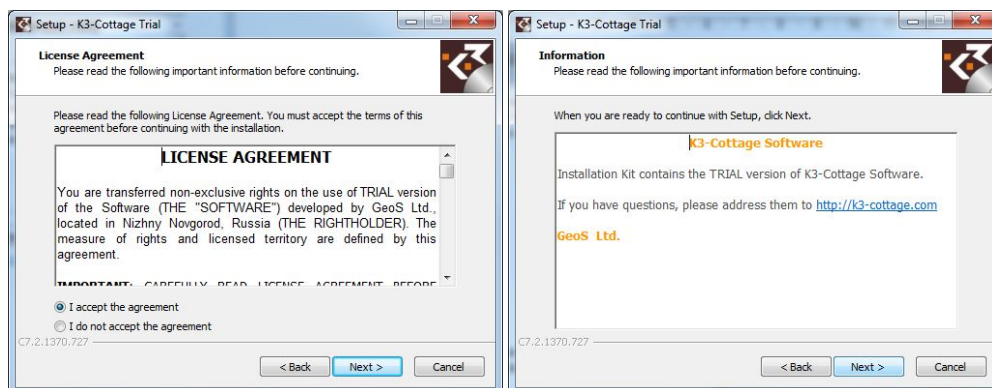 Setup - K3-Cottage Trial
License Agreement
Please read the following important information before continuing.
Please read the following License Agreement. You must accept the terms of this
agreement before continuing with the installation.
LICENSE AGREEMENT
You are transferred non-exclusive rights on the use of TRIAL version
of the Software (THE "SOFTWARE") developed by GeoS Ltd.,
located in Nizhny Novgorod, Russia (THE RIGHTHOLDER). The
measure of rights and licensed territory are defined by this
agreement.
IMPORTANT: CAREFULLY READ LICENSE AGREEMENT BEFORE
I accept the agreement
I do not accept the agreement
C7.2.1370.727
< Back
Next >
Cancel
Setup - K3-Cottage Trial
Information
Please read the following important information before continuing.
When you are ready to continue with Setup, click Next.
K3-Cottage Software
Installation Kit contains the TRIAL version of K3-Cottage Software.
If you have questions, please address them to http://k3-cottage.com
GeoS Ltd.
C7.2.1370.727
< Back
Next >
Cancel